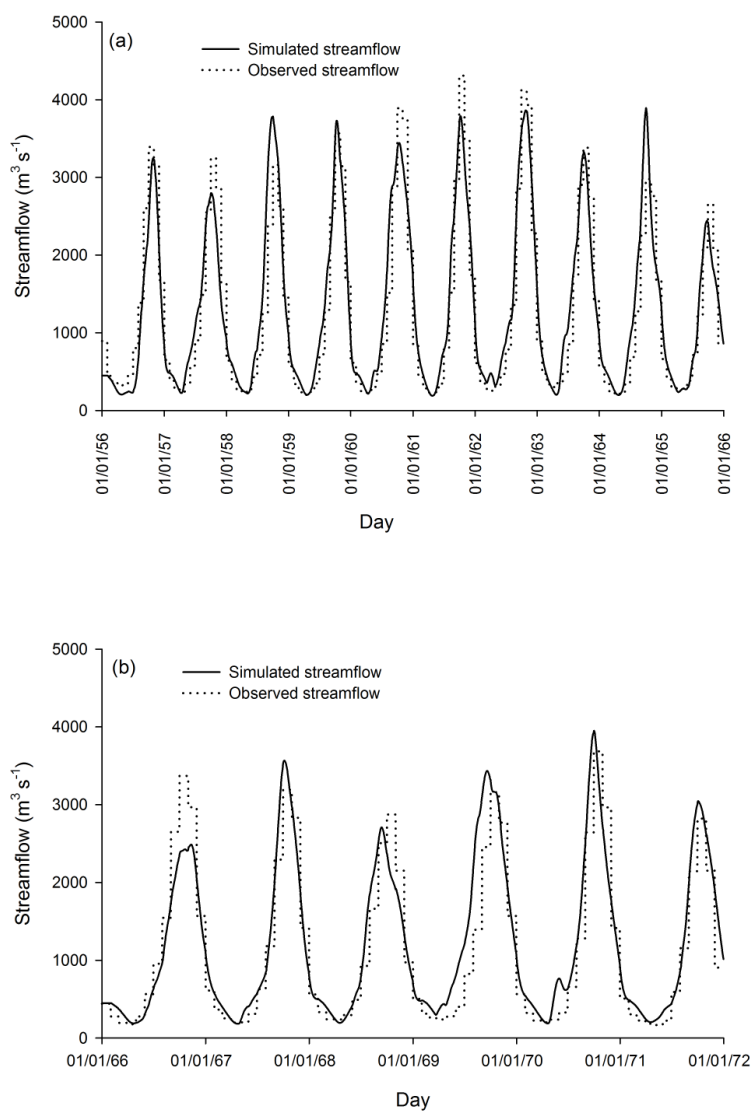 (a)
Simulated streamflow
Observed streamflow
5000
4000
3000
2000
1000
0
Streamflow (m³ s⁻¹)
01/01/56
01/01/57
01/01/58
01/01/59
01/01/60
01/01/61
01/01/62
01/01/63
01/01/64
01/01/65
01/01/66
Day
(b)
Simulated streamflow
Observed streamflow
5000
4000
3000
2000
1000
0
Streamflow (m³ s⁻¹)
01/01/66 01/01/67 01/01/68 01/01/69 01/01/70 01/01/71 01/01/72
Day